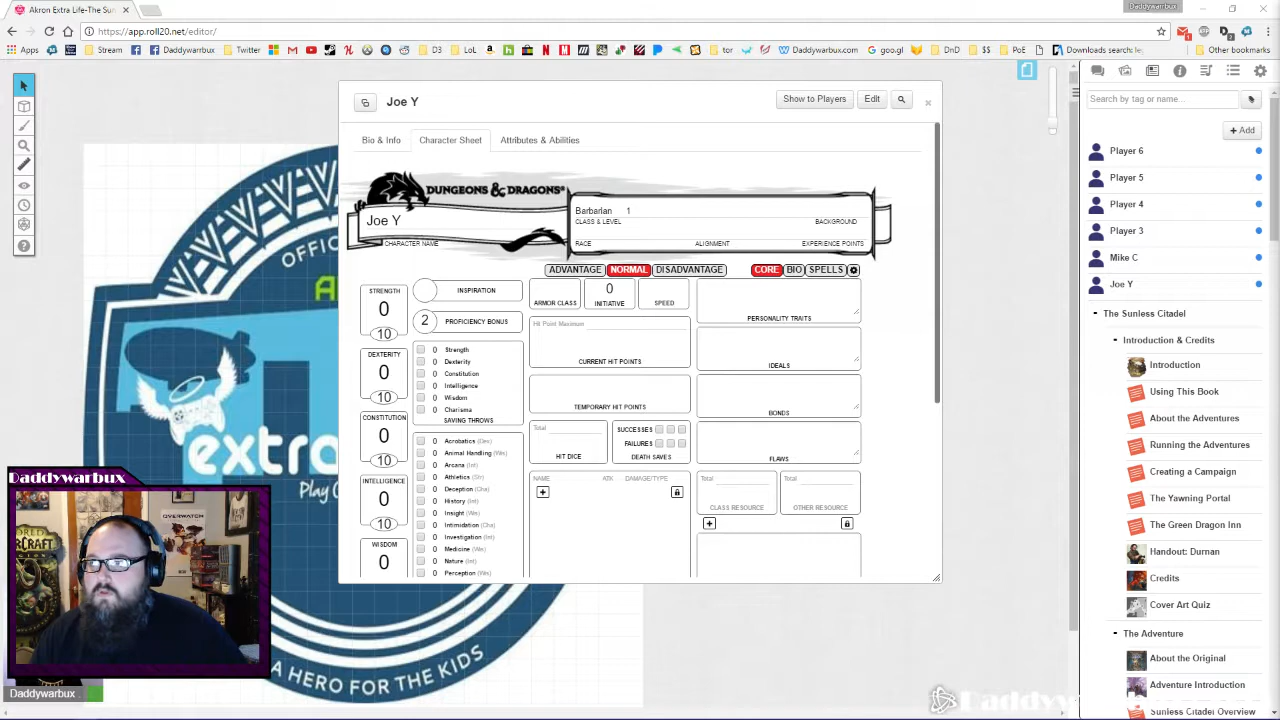 Daddywarbux
Akron Extra Life-The Sun
https://app.roll20.net/editor/
Apps
Stream
Facebook
Daddywarbux
Twitter
D3
LoL
tor
Daddywarbux.com
goo.gl
DnD
$$
RoE
Downloads search:
Other bookmarks
Joe Y
Show to Players
Edit
Bio & Info
Character Sheet
Attributes & Abilities
DUNGEONS & DRAGONS®
Joe Y
CHARACTER NAME
Barbarian 1
CLASS & LEVEL
BACKGROUND
RACE
ALIGNMENT
EXPERIENCE POINTS
ADVANTAGE
NORMAL
DISADVANTAGE
CORE
BIO
SPELLS
STRENGTH
0
10
DEXTERITY
0
10
CONSTITUTION
0
10
INTELLIGENCE
0
10
WISDOM
0
INSPIRATION
2 PROFICIENCY BONUS
0 Strength
0 Dexterity
0 Constitution
0 Intelligence
0 Wisdom
0 Charisma
SAVING THROWS
0 Acrobatics (Dex)
0 Animal Handling (Wis)
0 Arcana (Int)
0 Athletics (Str)
0 Deception (Cha)
0 History (Int)
0 Insight (Wis)
0 Intimidation (Cha)
0 Investigation (Int)
0 Medicine (Wis)
0 Nature (Int)
0 Perception (Wis)
ARMOR CLASS
0
INITIATIVE
SPEED
Hit Point Maximum
CURRENT HIT POINTS
TEMPORARY HIT POINTS
Total
HIT DICE
SUCCESSES
FAILURES
DEATH SAVES
NAME
ATK
DAMAGE/TYPE
PERSONALITY TRAITS
IDEALS
BONDS
FLAWS
Total
CLASS RESOURCE
Total
OTHER RESOURCE
Search by tag or name...
+ Add
Player 6
Player 5
Player 4
Player 3
Mike C
Joe Y
The Sunless Citadel
Introduction & Credits
Introduction
Using This Book
About the Adventures
Running the Adventures
Creating a Campaign
The Yawning Portal
The Green Dragon Inn
Handout: Durnan
Credits
Cover Art Quiz
The Adventure
About the Original
Adventure Introduction
Sunless Citadel Overview
OFFIC
extra
Play
A HERO FOR THE KIDS
Daddywarbux
OVERWATCH
Daddywarbux
Daddywarbux